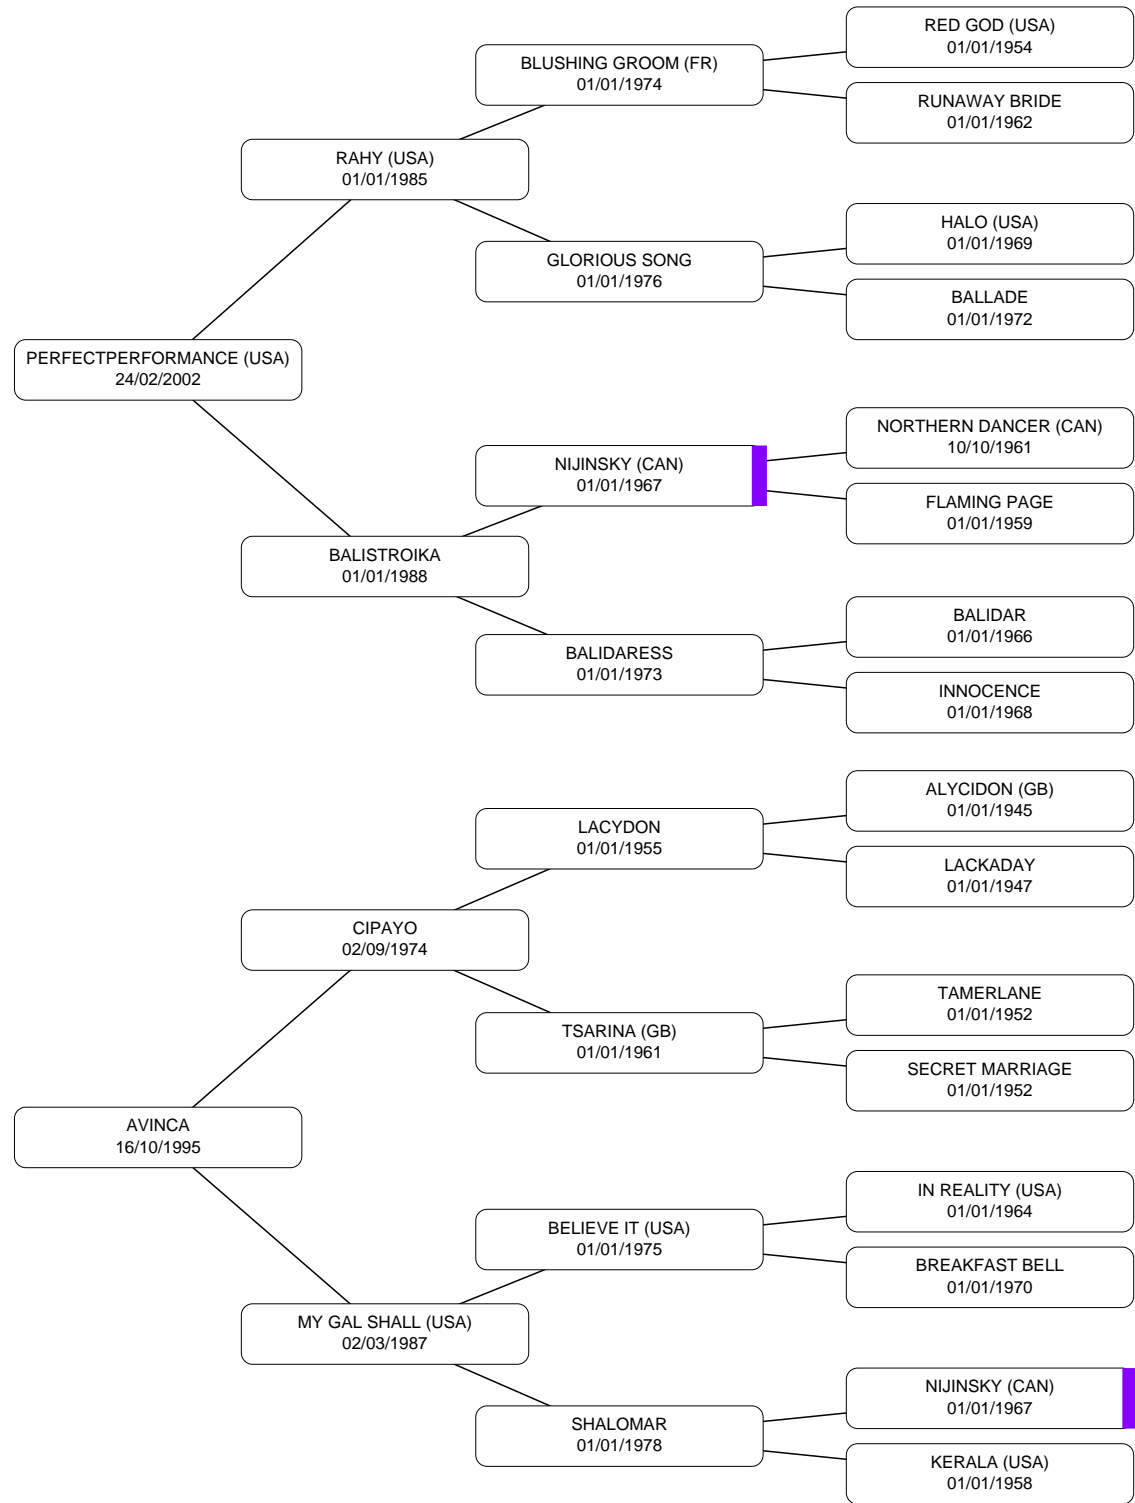 RED GOD (USA)
01/01/1954
BLUSHING GROOM (FR)
01/01/1974
RUNAWAY BRIDE
01/01/1962
RAHY (USA)
01/01/1985
HALO (USA)
01/01/1969
GLORIOUS SONG
01/01/1976
BALLADE
01/01/1972
PERFECTPERFORMANCE (USA)
24/02/2002
NORTHERN DANCER (CAN)
10/10/1961
NIJINSKY (CAN)
01/01/1967
FLAMING PAGE
01/01/1959
BALISTROIKA
01/01/1988
BALIDAR
01/01/1966
BALIDARESS
01/01/1973
INNOCENCE
01/01/1968
ALYCIDON (GB)
01/01/1945
LACYDON
01/01/1955
LACKADAY
01/01/1947
CIPAYO
02/09/1974
TAMERLANE
01/01/1952
TSARINA (GB)
01/01/1961
SECRET MARRIAGE
01/01/1952
AVINCA
16/10/1995
IN REALITY (USA)
01/01/1964
BELIEVE IT (USA)
01/01/1975
BREAKFAST BELL
01/01/1970
MY GAL SHALL (USA)
02/03/1987
NIJINSKY (CAN)
01/01/1967
SHALOMAR
01/01/1978
KERALA (USA)
01/01/1958